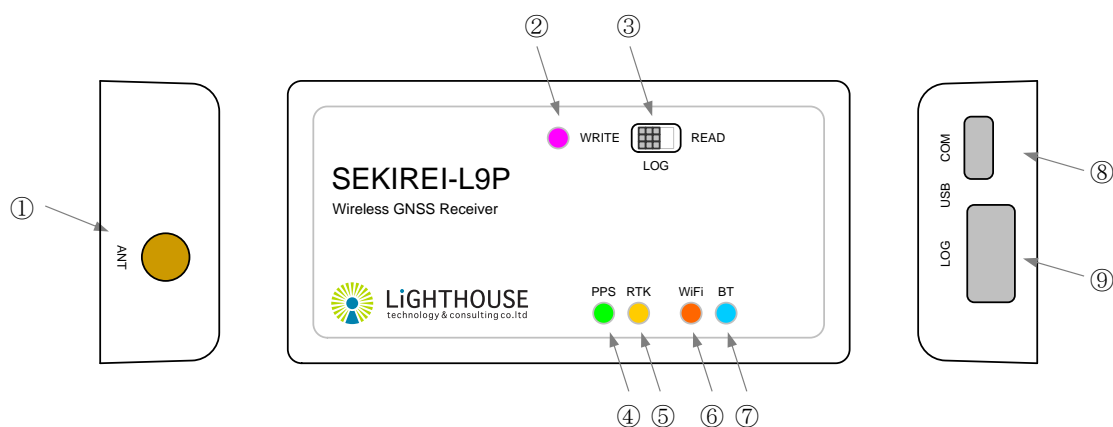 ② ③
WRITE READ
LOG
SEKIREI-L9P
Wireless GNSS Receiver
①
ANT
LiGHTHOUSE
technology & consulting co.ltd
PPS RTK WiFi BT
④ ⑤ ⑥ ⑦
COM
USB
LOG
⑧
⑨